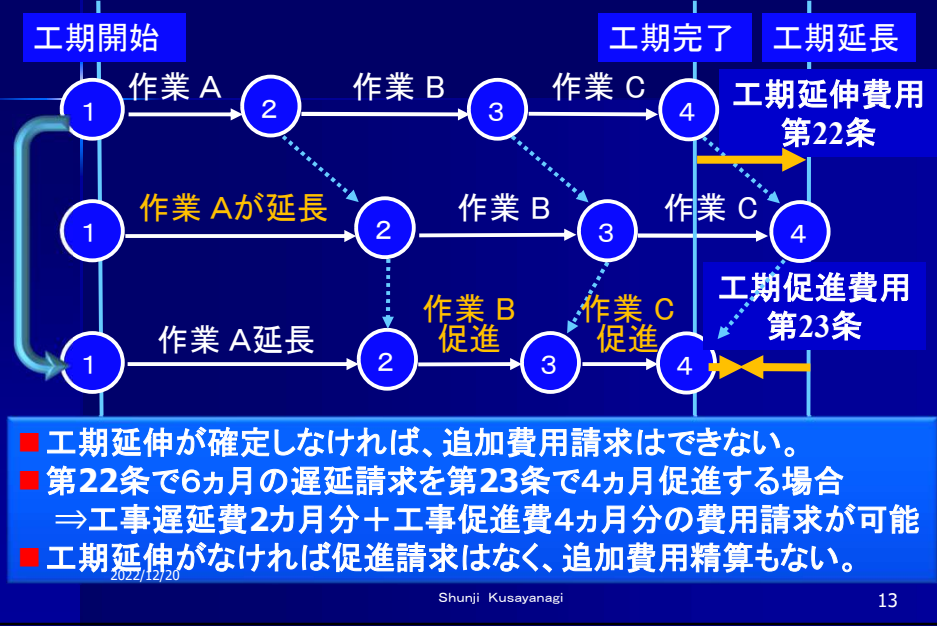 工期開始
工期完了
工期延長
作業 A
作業 B
作業 C
1
2
3
4
工期延伸費用
第22条
作業 Aが延長
作業 B
作業 C
1
2
3
4
工期促進費用
第23条
作業 A延長
作業 B
促進
作業 C
促進
1
2
3
4
■ 工期延伸が確定しなければ、追加費用請求はできない。
■ 第22条で６ヵ月の遅延請求を第23条で４ヵ月促進する場合
⇒工事遅延費2カ月分＋工事促進費４ヵ月分の費用請求が可能
■ 工期延伸がなければ促進請求はなく、追加費用精算もない。
2022/12/20
Shunji Kusayanagi
13